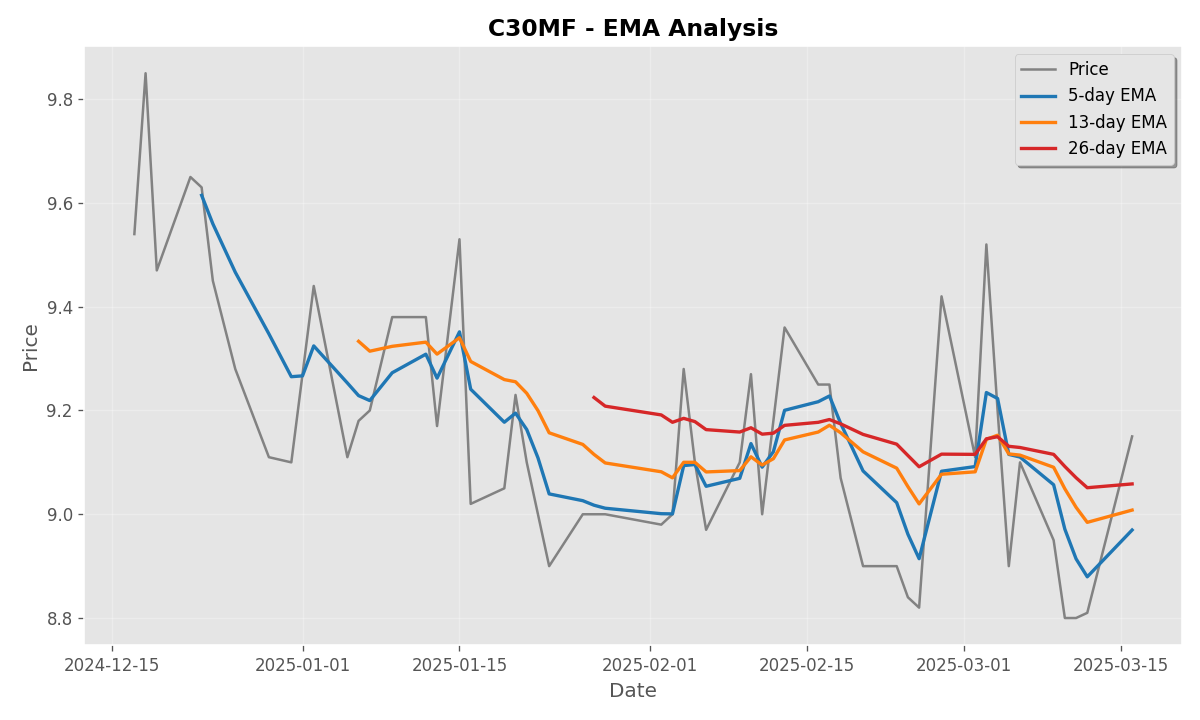 C30MF - EMA Analysis
Price
5-day EMA
13-day EMA
26-day EMA
Price
9.8
9.6
9.4
9.2
9.0
8.8
2024-12-15
2025-01-01
2025-01-15
2025-02-01
2025-02-15
2025-03-01
2025-03-15
Date